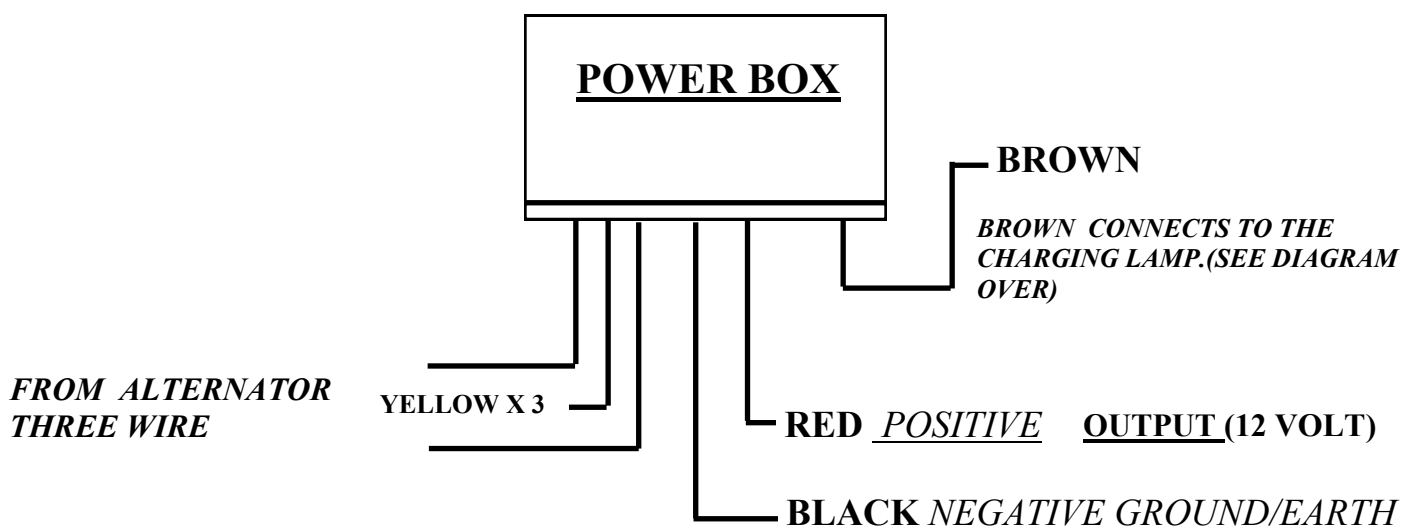 POWER BOX
BROWN
BROWN CONNECTS TO THE
CHARGING LAMP.(SEE DIAGRAM
OVER)
FROM ALTERNATOR
THREE WIRE
YELLOW X 3
RED POSITIVE OUTPUT (12 VOLT)
BLACK NEGATIVE GROUND/EARTH